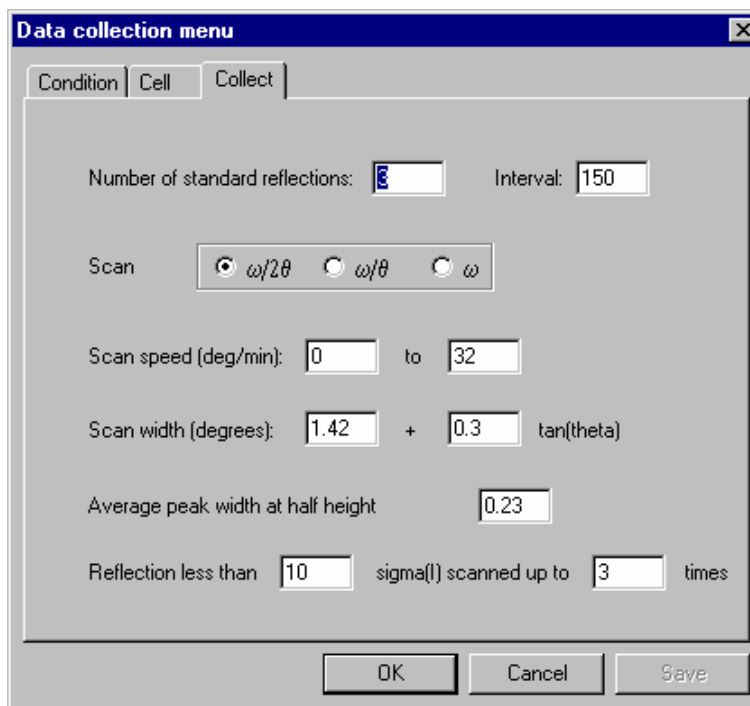 Data collection menu
Condition Cell Collect
Number of standard reflections: 3 Interval: 150
Scan ω/2θ ω/θ ω
Scan speed (deg/min): 0 to 32
Scan width (degrees): 1.42 + 0.3 tan(theta)
Average peak width at half height 0.23
Reflection less than 10 sigma(I) scanned up to 3 times
OK Cancel Save